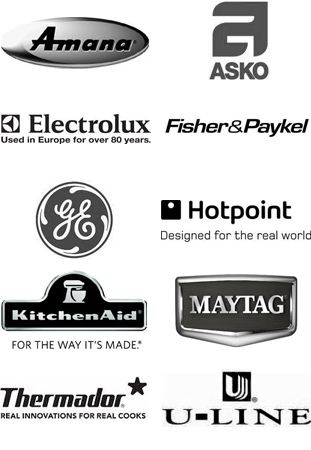 Amana®
ASKO
Electrolux
Used in Europe for over 80 years.
Fisher&Paykel
GE
Hotpoint
Designed for the real world
KitchenAid®
FOR THE WAY IT'S MADE.®
MAYTAG
Thermador.
REAL INNOVATIONS FOR REAL COOKS
U
U-LINE